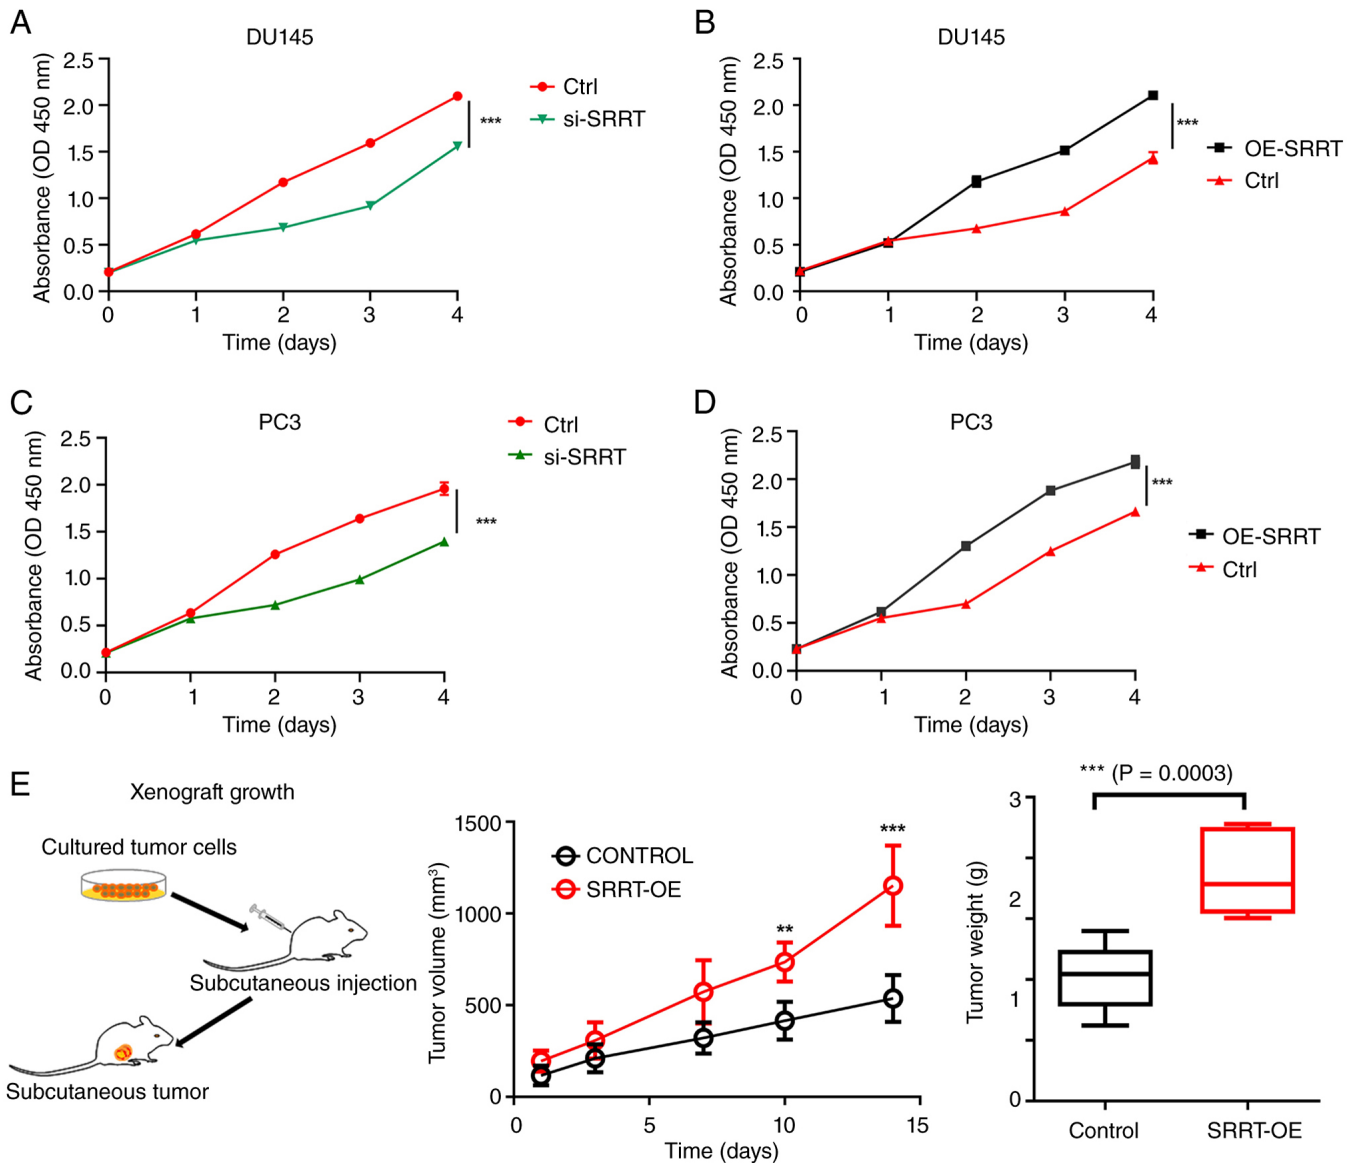 A
DU145
Absorbance (OD 450 nm)
2.5
2.0
1.5
1.0
0.5
0.0
0 1 2 3 4
Time (days)
Ctrl
si-SRRT
***
B
DU145
Absorbance (OD 450 nm)
2.5
2.0
1.5
1.0
0.5
0.0
0 1 2 3 4
Time (days)
***
OE-SRRT
Ctrl
C
PC3
Absorbance (OD 450 nm)
2.5
2.0
1.5
1.0
0.5
0.0
0 1 2 3 4
Time (days)
Ctrl
si-SRRT
***
D
PC3
Absorbance (OD 450 nm)
2.5
2.0
1.5
1.0
0.5
0.0
0 1 2 3 4
Time (days)
***
OE-SRRT
Ctrl
E
Xenograft growth
Cultured tumor cells
Subcutaneous injection
Subcutaneous tumor
Tumor volume (mm³)
1500
1000
500
0
0 5 10 15
Time (days)
CONTROL
SRRT-OE
**
***
*** (P = 0.0003)
Tumor weight (g)
3
2
1
0
Control SRRT-OE